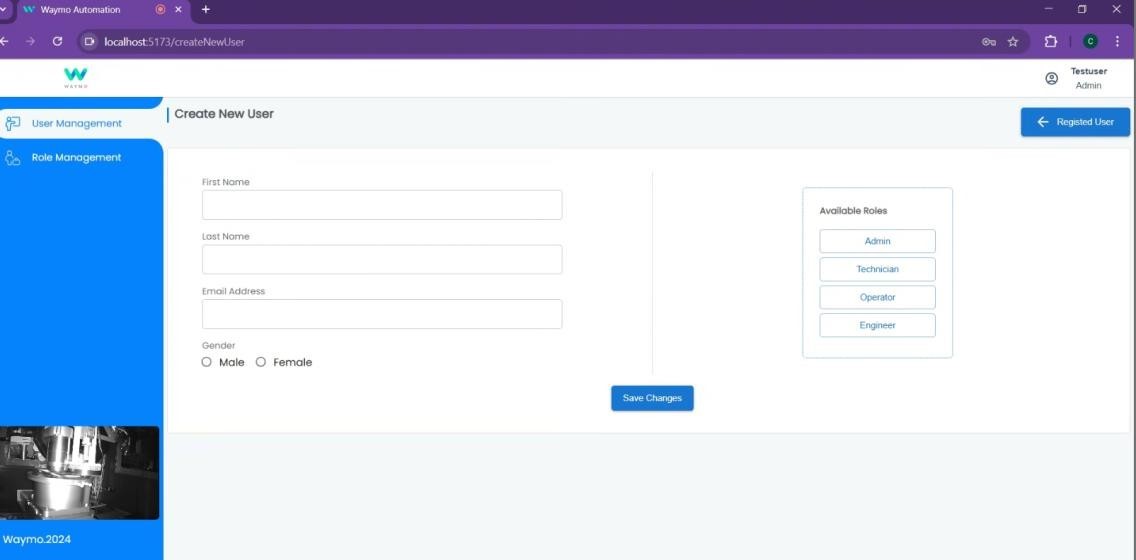 Waymo Automation
localhost:5173/createNewUser
C
WAYMO
Testuser
Admin
User Management
Role Management
Create New User
Registed User
First Name
Last Name
Email Address
Gender
Male
Female
Available Roles
Admin
Technician
Operator
Engineer
Save Changes
Waymo.2024